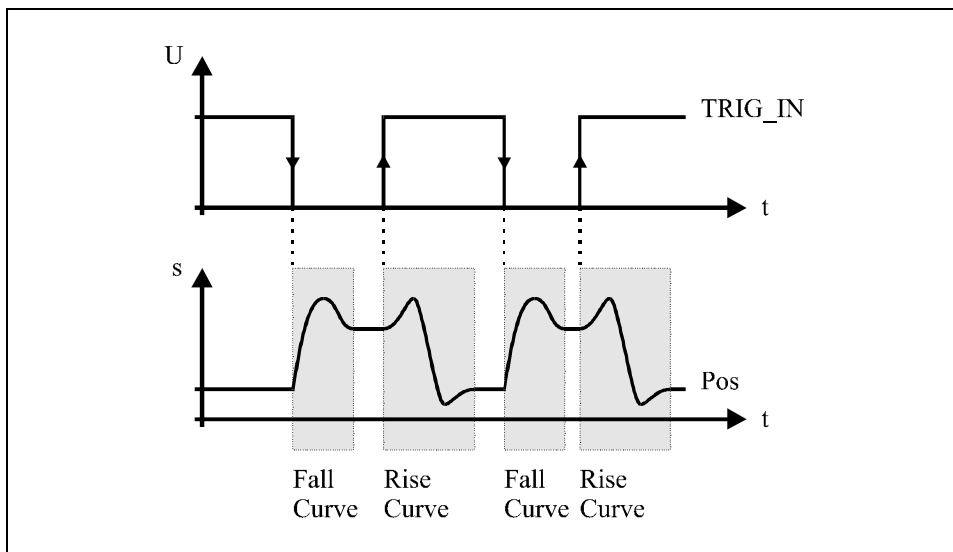 U
TRIG_IN
t
s
Pos
t
Fall
Curve
Rise
Curve
Fall
Curve
Rise
Curve